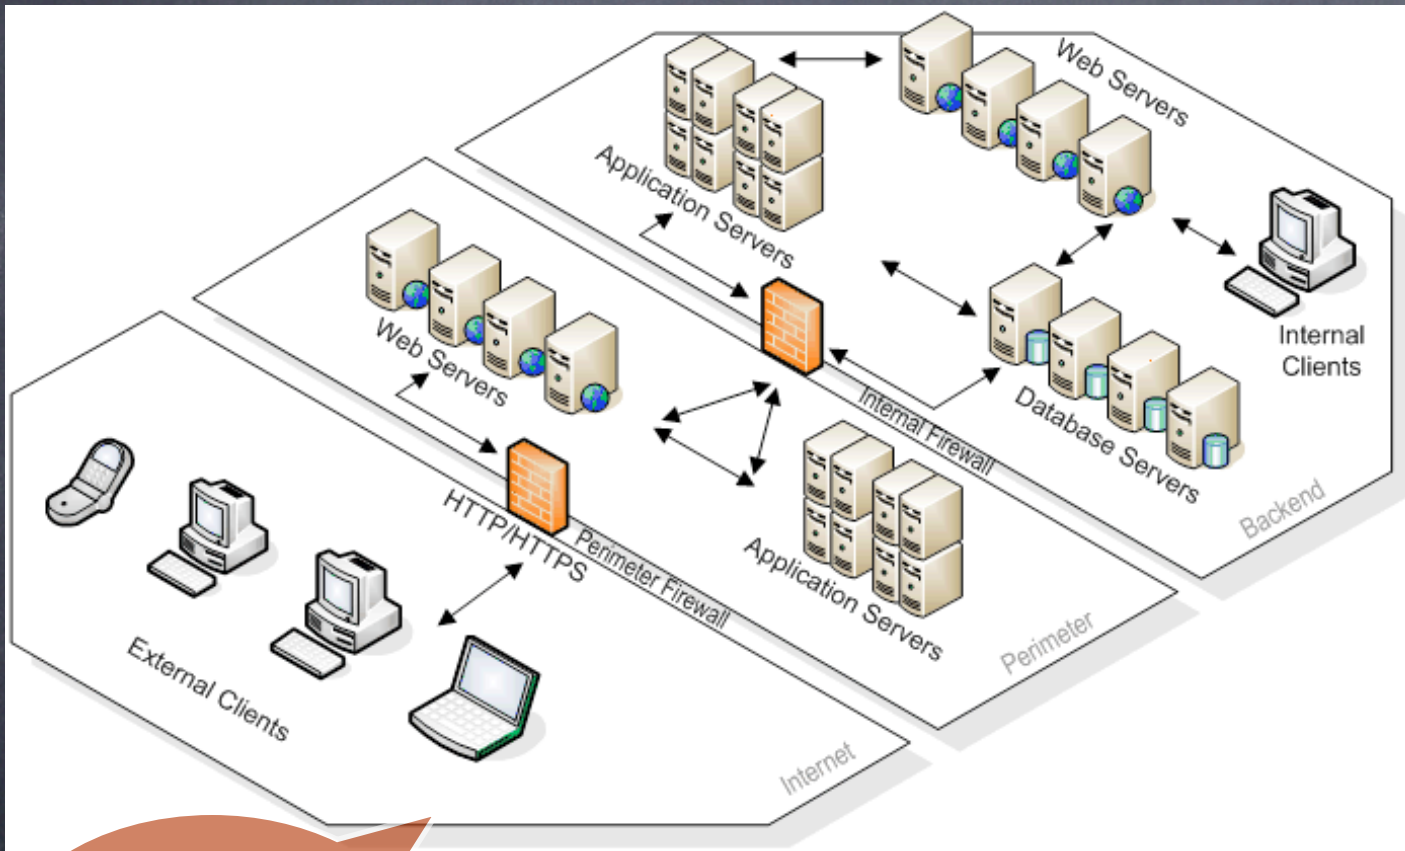 Web Servers
Application Servers
Internal
Clients
Web Servers
Internal Firewall
Database Servers
Backend
HTTP/HTTPS
Perimeter Firewall
Application Servers
Perimeter
External Clients
Internet